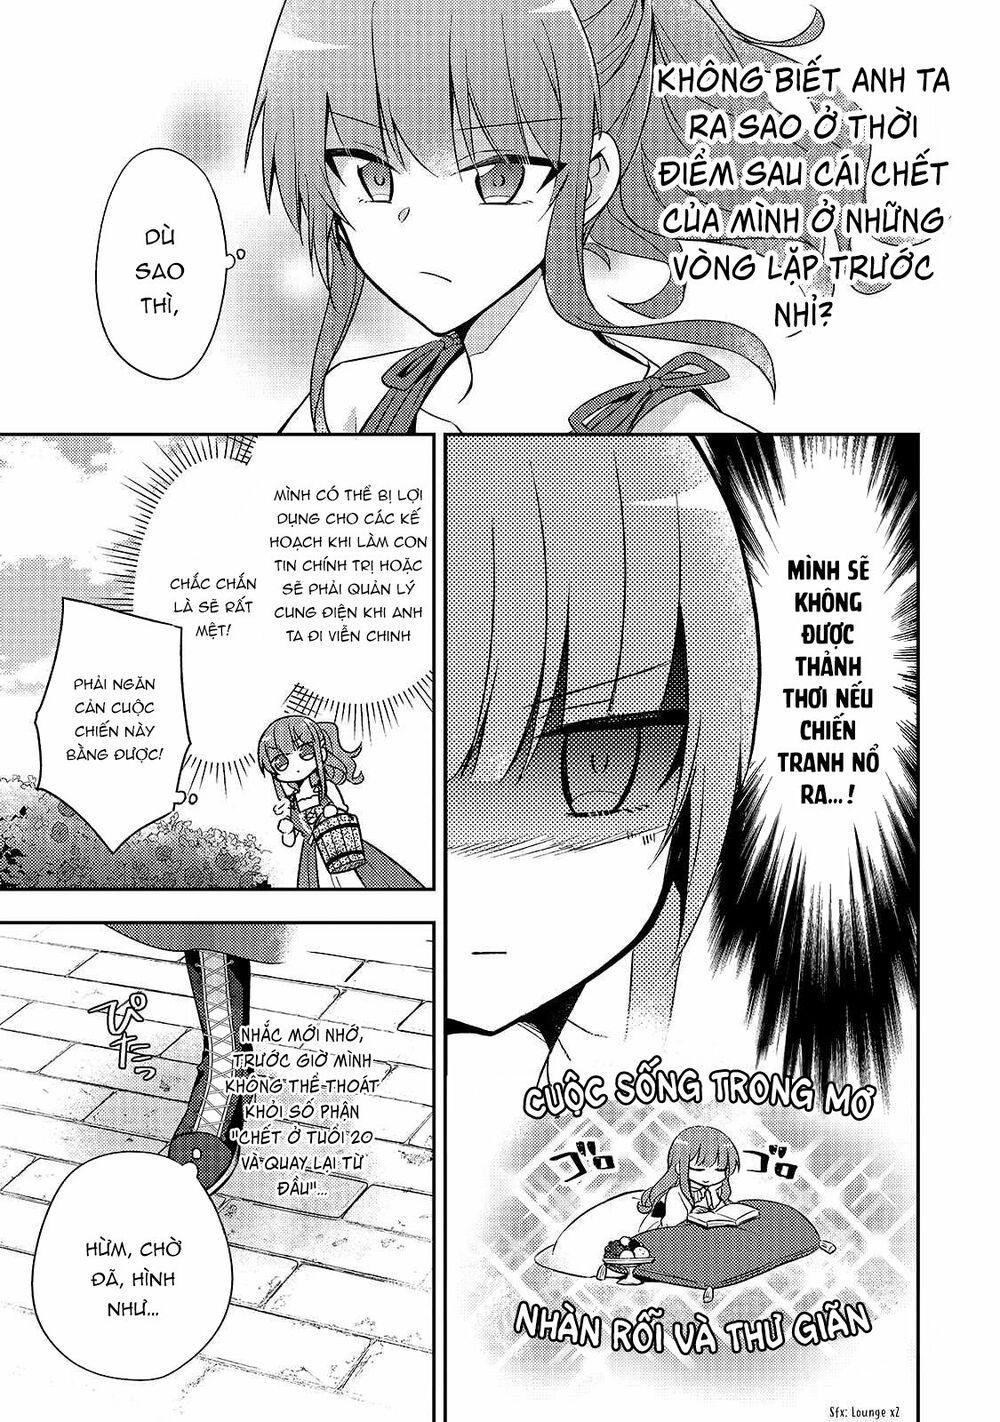 KHÔNG BIẾT ANH TA
RA SAO Ở THỜI
ĐIỂM SAU CÁI CHẾT
CỦA MÌNH Ở NHỮNG
VÒNG LẶP TRƯỚC
NHỈ?
DÙ
SAO
THÌ,
MÌNH SẼ
KHÔNG
ĐƯỢC
THẢNH
THƠI NẾU
CHIẾN
TRANH NỔ
RA...!
CUỘC SỐNG TRONG MƠ
ゴロ
ゴロ
NHÀN RỖI VÀ THƯ GIÃN
Sfx: Lounge x2
MÌNH CÓ THỂ BỊ LỢI
DỤNG CHO CÁC KẾ
HOẠCH KHI LÀM CON
TIN CHÍNH TRỊ HOẶC
SẼ PHẢI QUẢN LÝ
CUNG ĐIỆN KHI ANH
TA ĐI VIỄN CHINH
CHẮC CHẮN
LÀ SẼ RẤT
MỆT!
PHẢI NGĂN
CẢN CUỘC
CHIẾN NÀY
BẰNG ĐƯỢC!
ぴたっ
NHẮC MỚI NHỚ,
TRƯỚC GIỜ MÌNH
KHÔNG THỂ THOÁT
KHỎI SỐ PHẬN
"CHẾT Ở TUỔI 20
VÀ QUAY LẠI TỪ
ĐẦU"...
HỪM, CHỜ
ĐÃ, HÌNH
NHƯ...